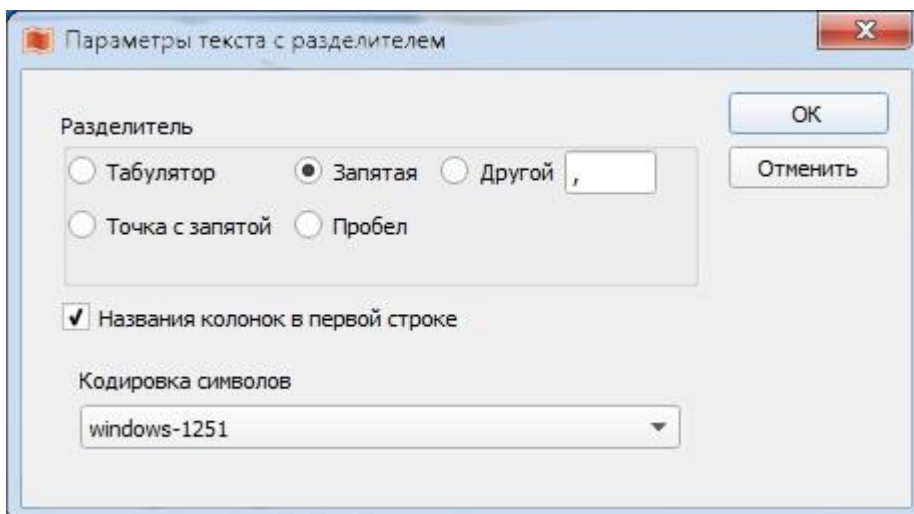 Параметры текста с разделителем
Разделитель
Табулятор Запятая Другой ,
Точка с запятой Пробел
Названия колонок в первой строке
Кодировка символов
windows-1251
ОК
Отменить